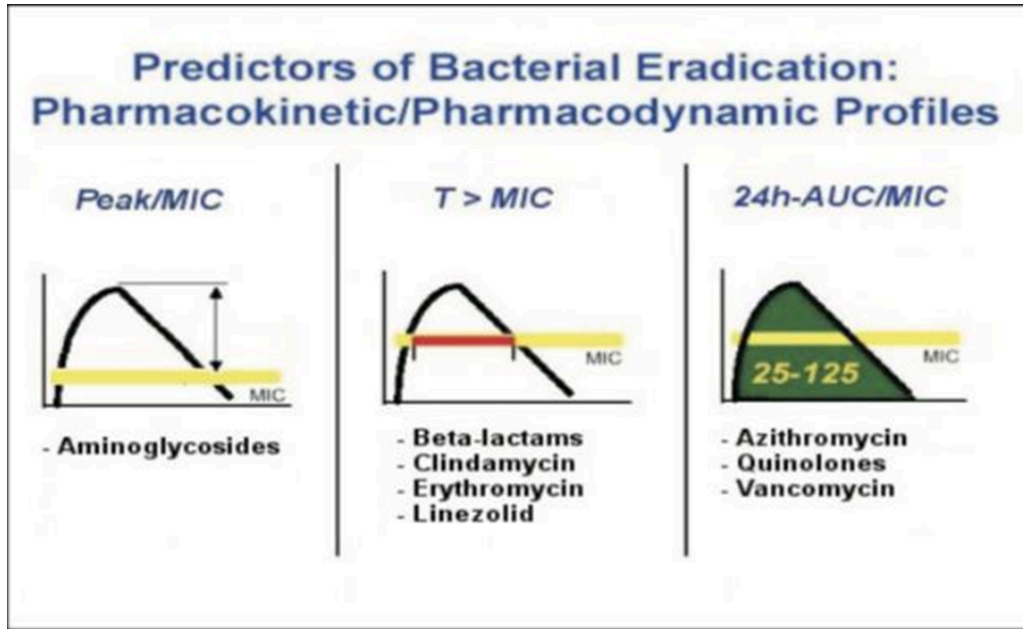 Predictors of Bacterial Eradication:
Pharmacokinetic/Pharmacodynamic Profiles
Peak/MIC
MIC
- Aminoglycosides
T > MIC
MIC
- Beta-lactams
- Clindamycin
- Erythromycin
- Linezolid
24h-AUC/MIC
MIC
25-125
- Azithromycin
- Quinolones
- Vancomycin